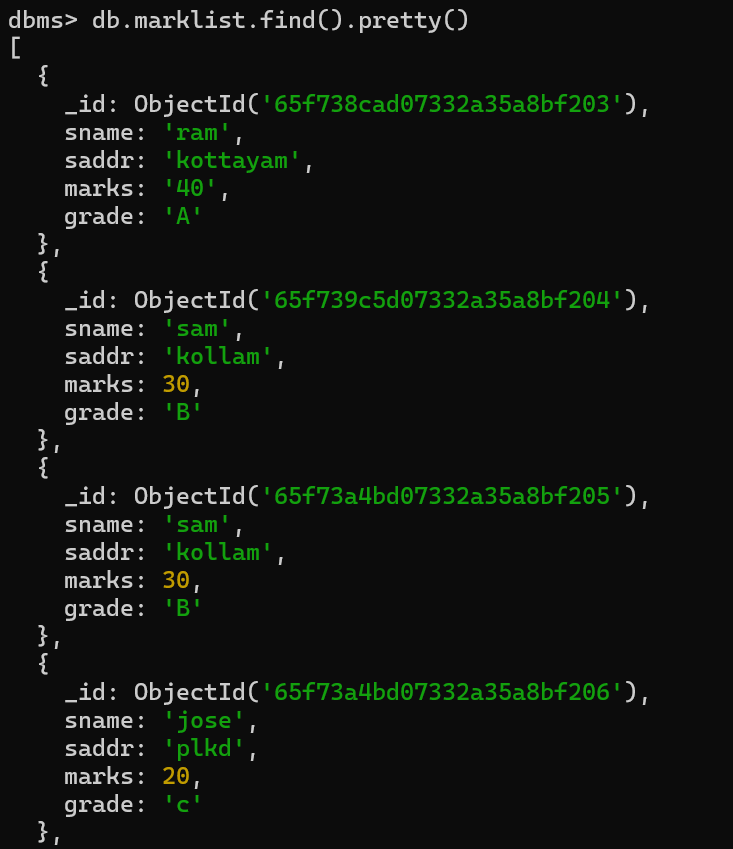 dbms> db.marklist.find().pretty()
[
  {
    _id: ObjectId('65f738cad07332a35a8bf203'),
    sname: 'ram',
    saddr: 'kottayam',
    marks: '40',
    grade: 'A'
  },
  {
    _id: ObjectId('65f739c5d07332a35a8bf204'),
    sname: 'sam',
    saddr: 'kollam',
    marks: 30,
    grade: 'B'
  },
  {
    _id: ObjectId('65f73a4bd07332a35a8bf205'),
    sname: 'sam',
    saddr: 'kollam',
    marks: 30,
    grade: 'B'
  },
  {
    _id: ObjectId('65f73a4bd07332a35a8bf206'),
    sname: 'jose',
    saddr: 'plkd',
    marks: 20,
    grade: 'c'
  },